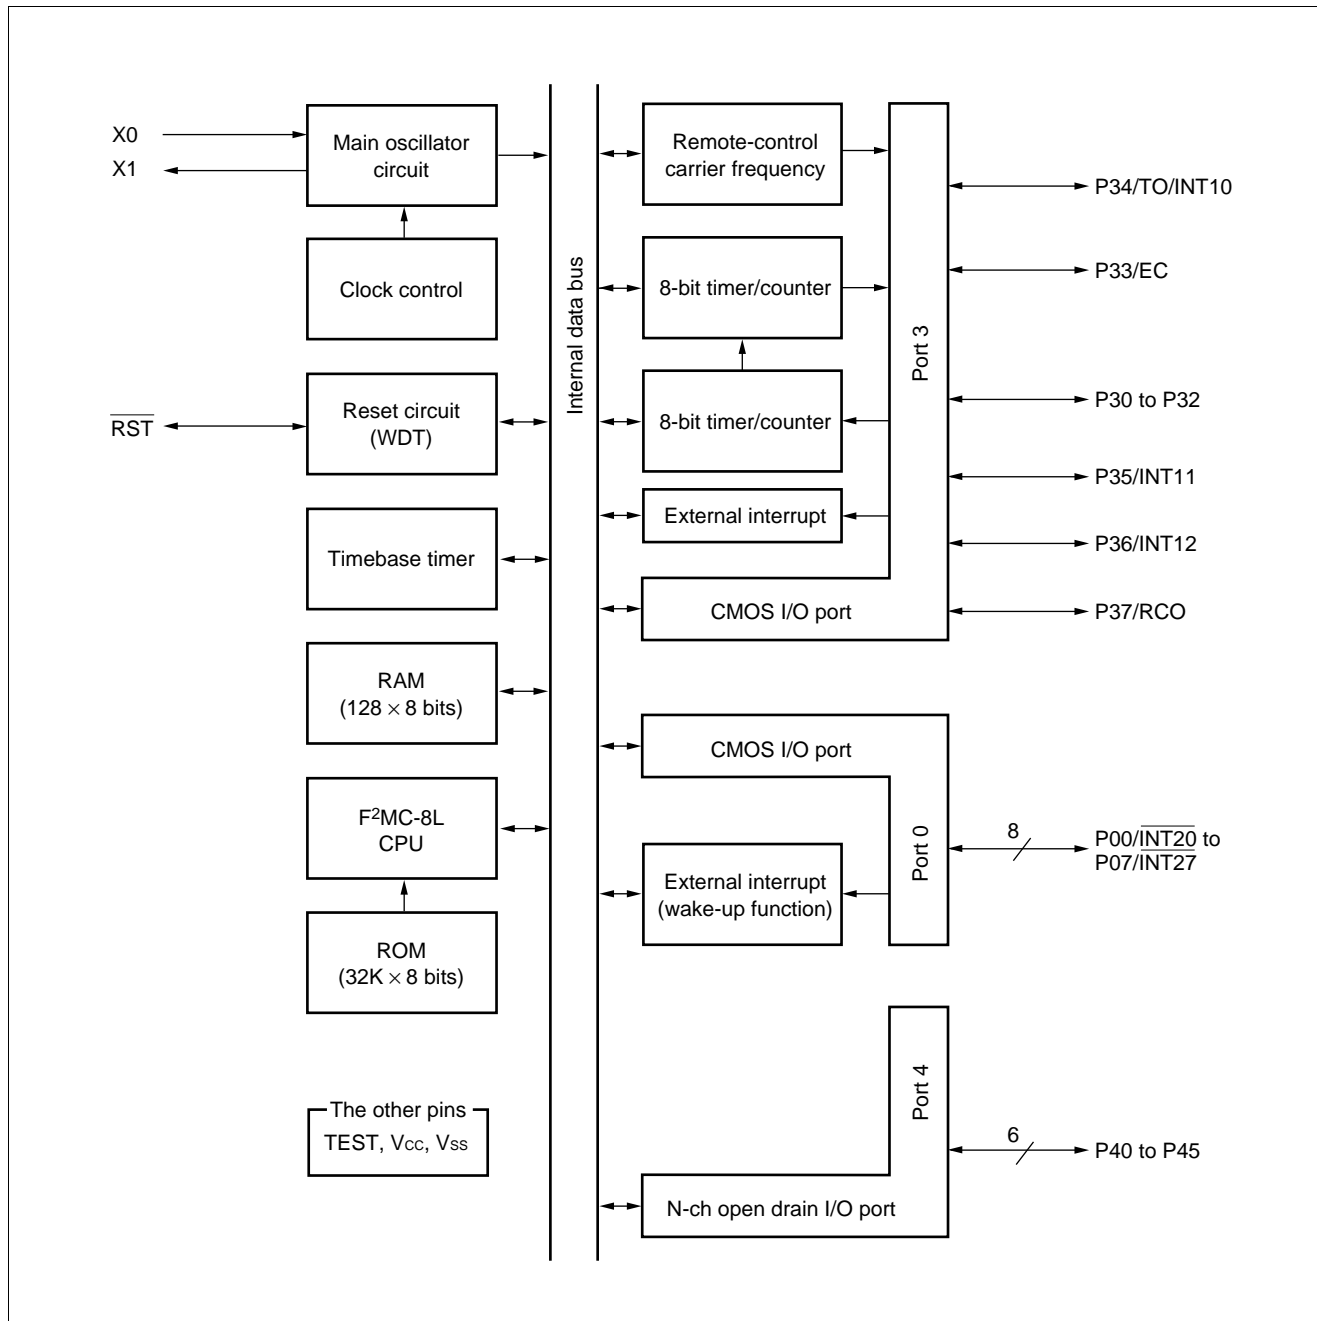 X0
X1
Main oscillator
circuit
Clock control
RST
Reset circuit
(WDT)
Timebase timer
RAM
(128 × 8 bits)
F²MC-8L
CPU
ROM
(32K × 8 bits)
The other pins
TEST, Vcc, Vss
Internal data bus
Remote-control
carrier frequency
8-bit timer/counter
8-bit timer/counter
External interrupt
CMOS I/O port
Port 3
P34/TO/INT10
P33/EC
P30 to P32
P35/INT11
P36/INT12
P37/RCO
CMOS I/O port
External interrupt
(wake-up function)
Port 0
8
P00/INT20 to
P07/INT27
Port 4
N-ch open drain I/O port
6
P40 to P45